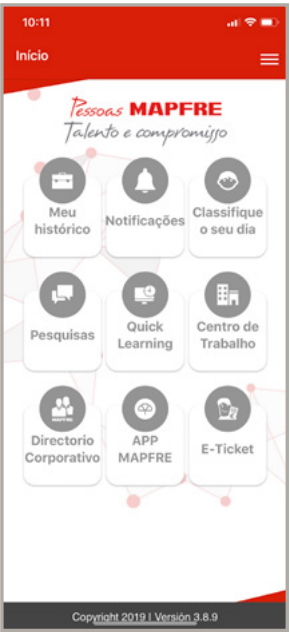 10:11
Início
Pessoas MAPFRE
Talento e compromisso
Meu
histórico
Notificações
Classifique
o seu dia
Pesquisas
Quick
Learning
Centro de
Trabalho
MAPFRE
Directorio
Corporativo
APP
MAPFRE
E-Ticket
Copyright 2019 | Versión 3.8.9